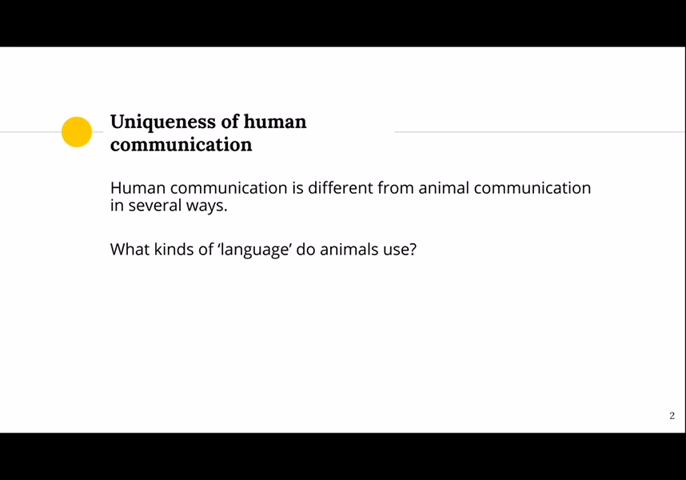 Uniqueness of human
communication
Human communication is different from animal communication
in several ways.
What kinds of ‘language’ do animals use?
2